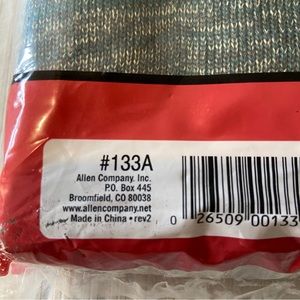 #133A
Allen Company, Inc.
P.O. Box 445
Broomfield, CO 80038
www.allencompany.net
Made in China • rev2
0 26509 00133